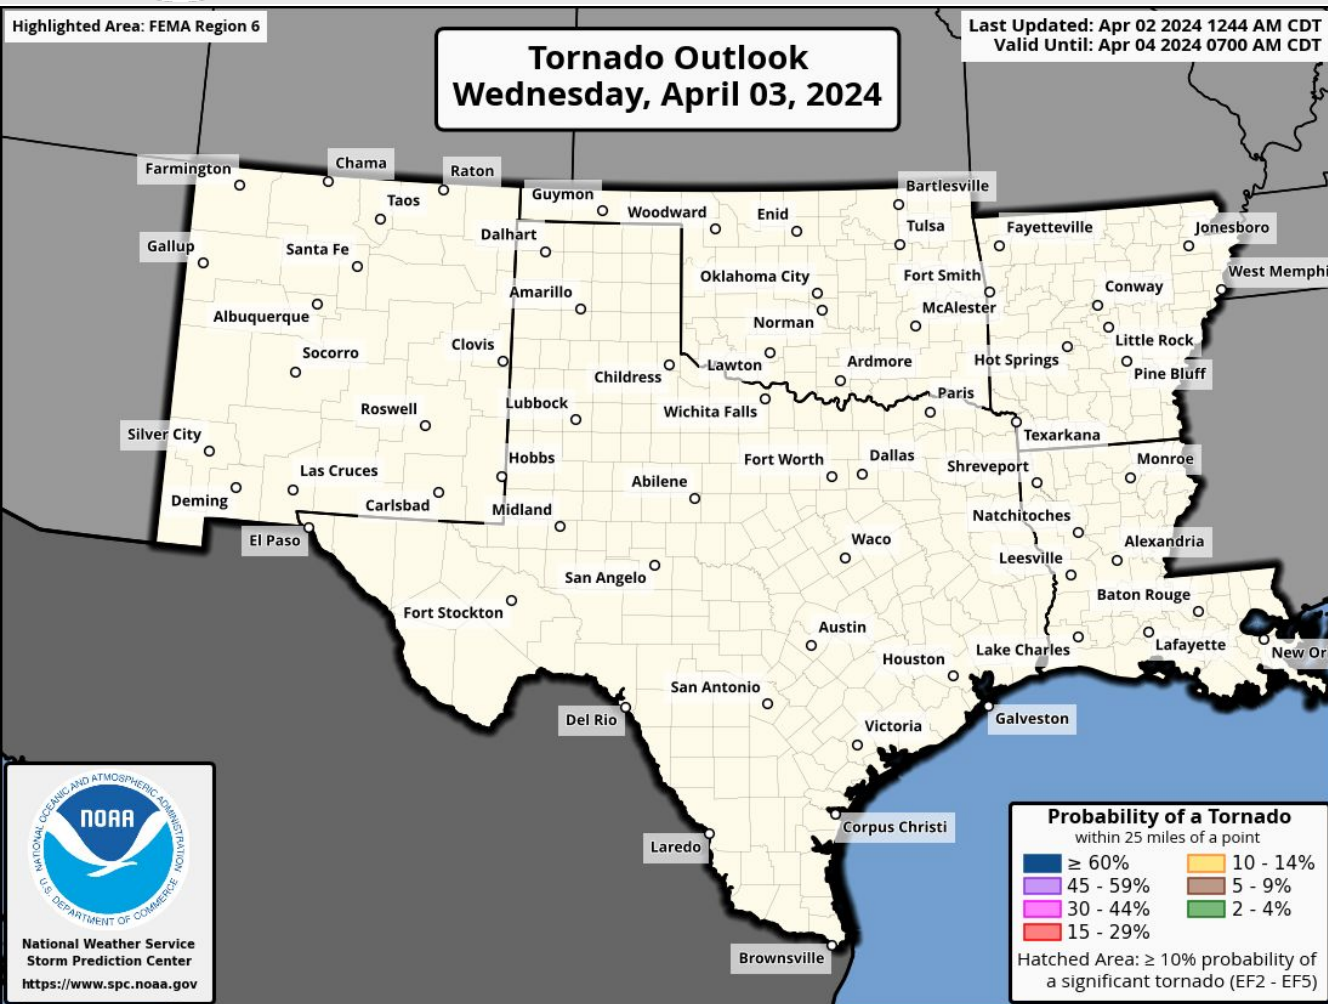 Highlighted Area: FEMA Region 6
Last Updated: Apr 02 2024 1244 AM CDT
Valid Until: Apr 04 2024 0700 AM CDT
Tornado Outlook
Wednesday, April 03, 2024
Farmington
Chama
Raton
Taos
Guymon
Woodward
Enid
Bartlesville
Tulsa
Fayetteville
Jonesboro
Gallup
Santa Fe
Dalhart
Oklahoma City
Fort Smith
West Memphi
Amarillo
Conway
Albuquerque
Norman
McAlester
Little Rock
Socorro
Clovis
Childress
Lawton
Ardmore
Hot Springs
Pine Bluff
Roswell
Lubbock
Wichita Falls
Paris
Silver City
Texarkana
Las Cruces
Hobbs
Abilene
Fort Worth
Dallas
Shreveport
Monroe
Deming
Carlsbad
Midland
Natchitoches
El Paso
Waco
Leesville
Alexandria
San Angelo
Fort Stockton
Baton Rouge
Austin
Lake Charles
Lafayette
New Or
Houston
San Antonio
Del Rio
Victoria
Galveston
Corpus Christi
Laredo
Brownsville
NATIONAL OCEANIC AND ATMOSPHERIC ADMINISTRATION
NOAA
U.S. DEPARTMENT OF COMMERCE
National Weather Service
Storm Prediction Center
https://www.spc.noaa.gov
Probability of a Tornado
within 25 miles of a point
≥ 60%
45 - 59%
30 - 44%
15 - 29%
10 - 14%
5 - 9%
2 - 4%
Hatched Area: ≥ 10% probability of
a significant tornado (EF2 - EF5)